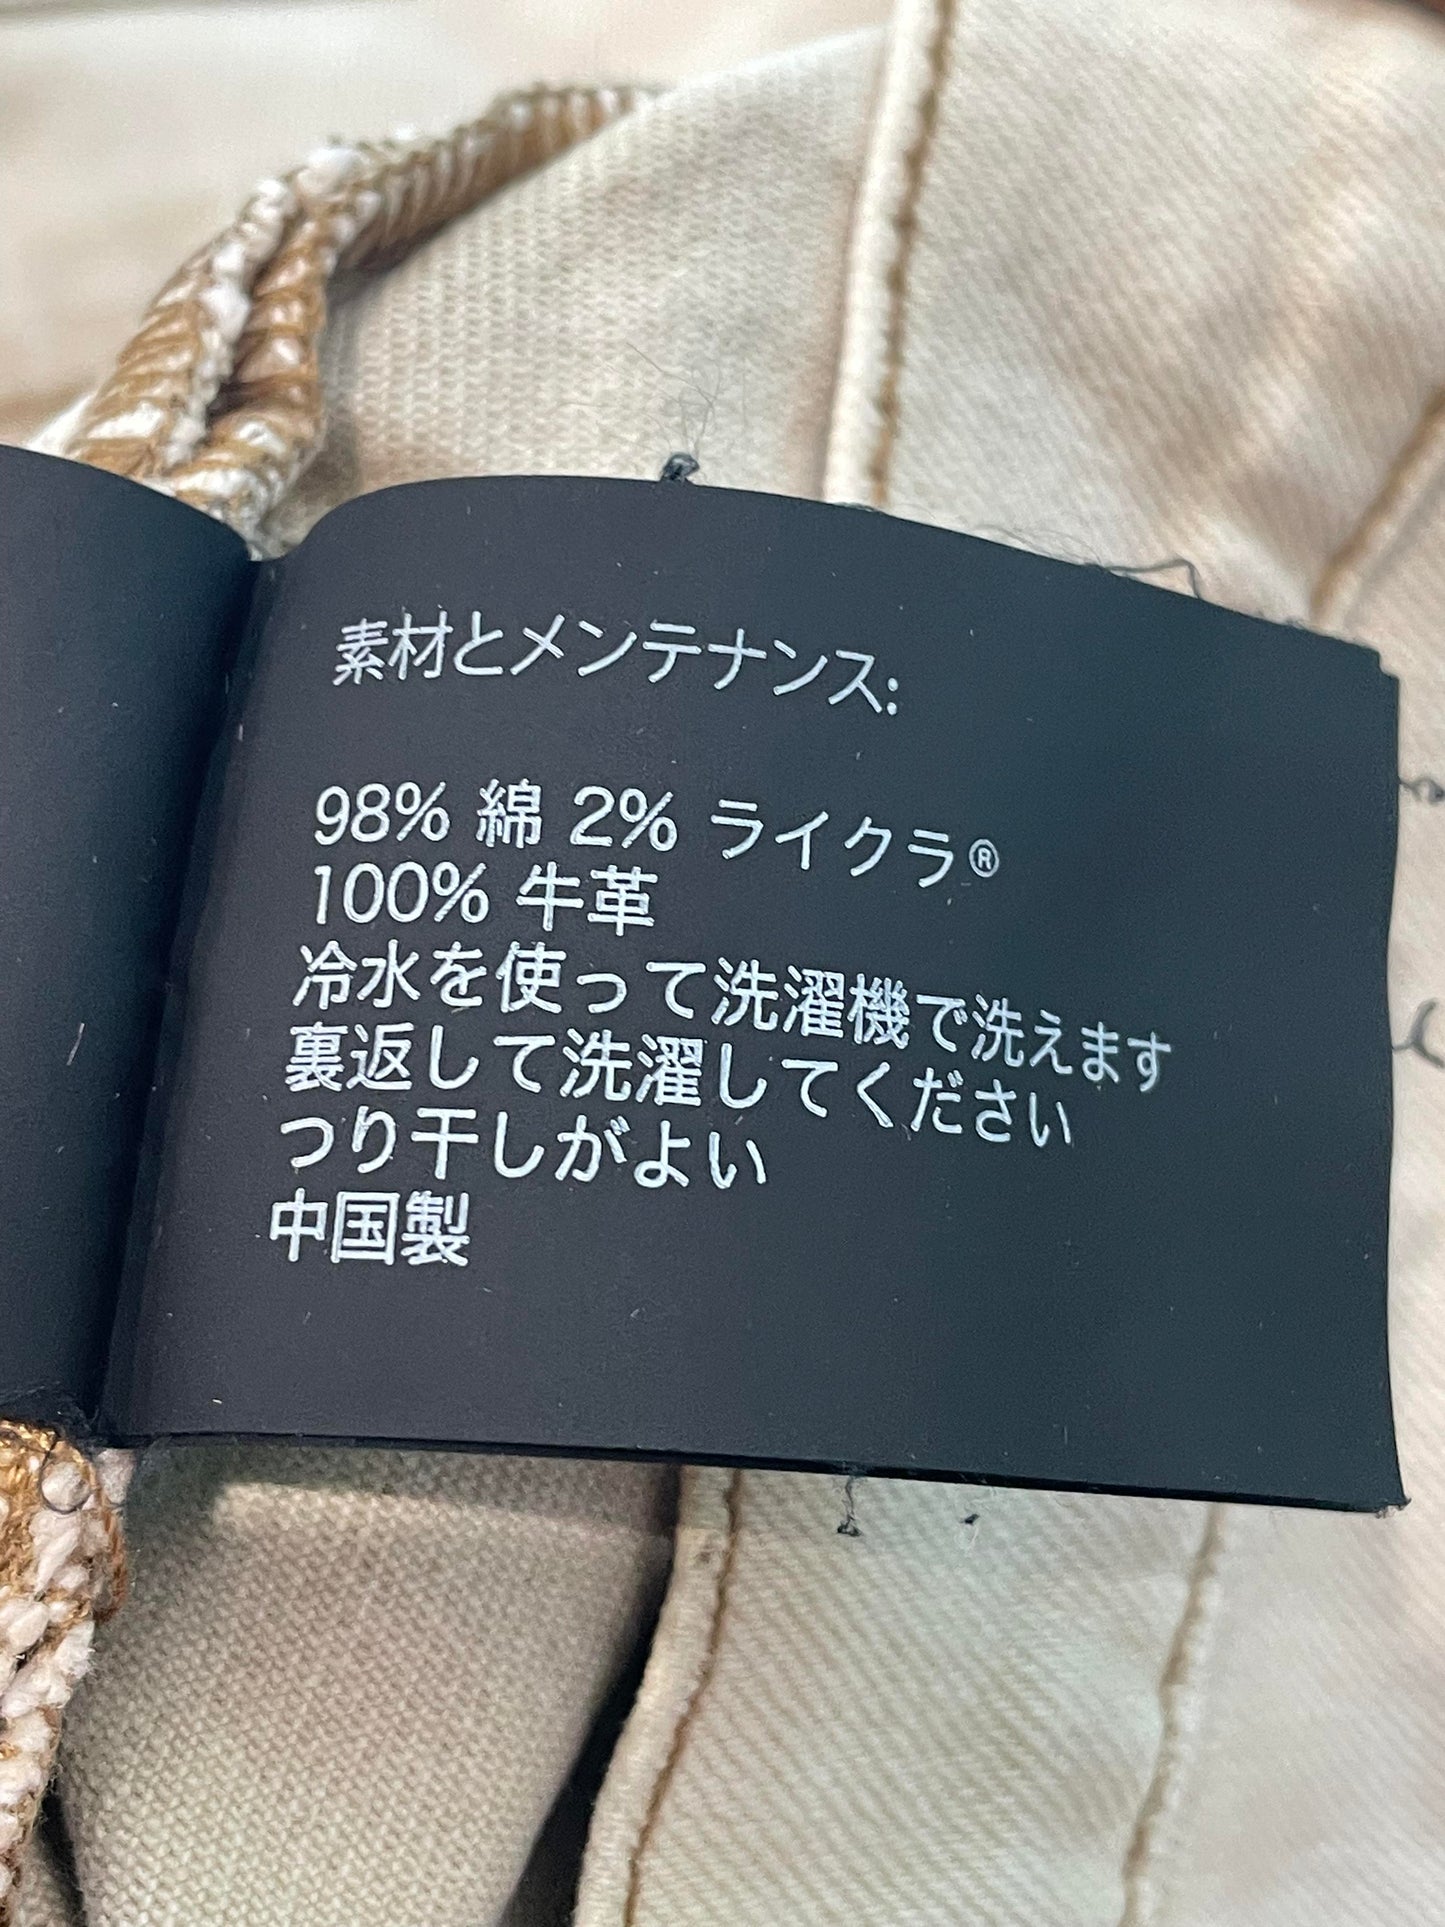 素材とメンテナンス:
98% 綿 2% ライクラ®
100% 牛革
冷水を使って洗濯機で洗えます
裏返して洗濯してください
つり干しがよい
中国製